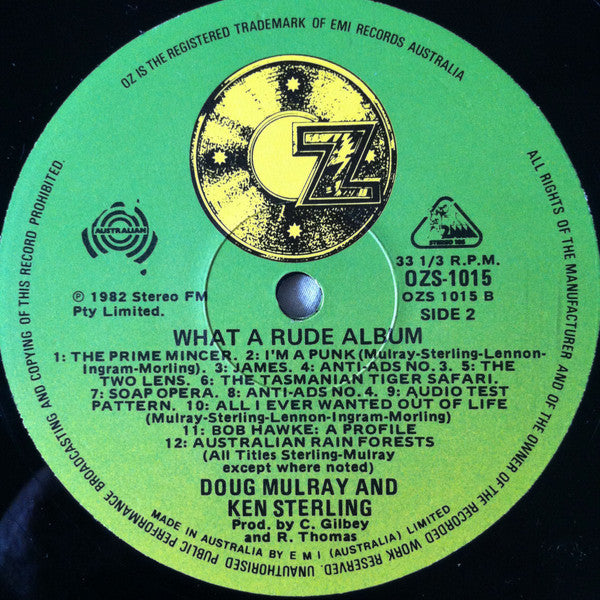 OZ IS THE REGISTERED TRADEMARK OF EMI RECORDS AUSTRALIA
ALL RIGHTS OF THE MANUFACTURER AND OF THE OWNER OF THE RECORDED WORK RESERVED. UNAUTHORISED PUBLIC PERFORMANCE BROADCASTING AND COPYING OF THIS RECORD PROHIBITED.
OZ
AUSTRALIAN
STEREO 108
33 1/3 R.P.M.
OZS-1015
℗ 1982 Stereo FM
OZS 1015 B
Pty Limited.
SIDE 2
WHAT A RUDE ALBUM
1: THE PRIME MINCER. 2: I'M A PUNK (Mulray-Sterling-Lennon-
Ingram-Morling). 3: JAMES. 4: ANTI-ADS NO.3. 5: THE
TWO LENS. 6: THE TASMANIAN TIGER SAFARI.
7: SOAP OPERA. 8: ANTI-ADS NO.4. 9: AUDIO TEST
PATTERN. 10: ALL I EVER WANTED OUT OF LIFE
(Mulray-Sterling-Lennon-Ingram-Morling)
11: BOB HAWKE: A PROFILE
12: AUSTRALIAN RAIN FORESTS
(All Titles Sterling-Mulray
except where noted)
DOUG MULRAY AND
KEN STERLING
Prod. by C. Gilbey
and R. Thomas
MADE IN AUSTRALIA BY E M I (AUSTRALIA) LIMITED